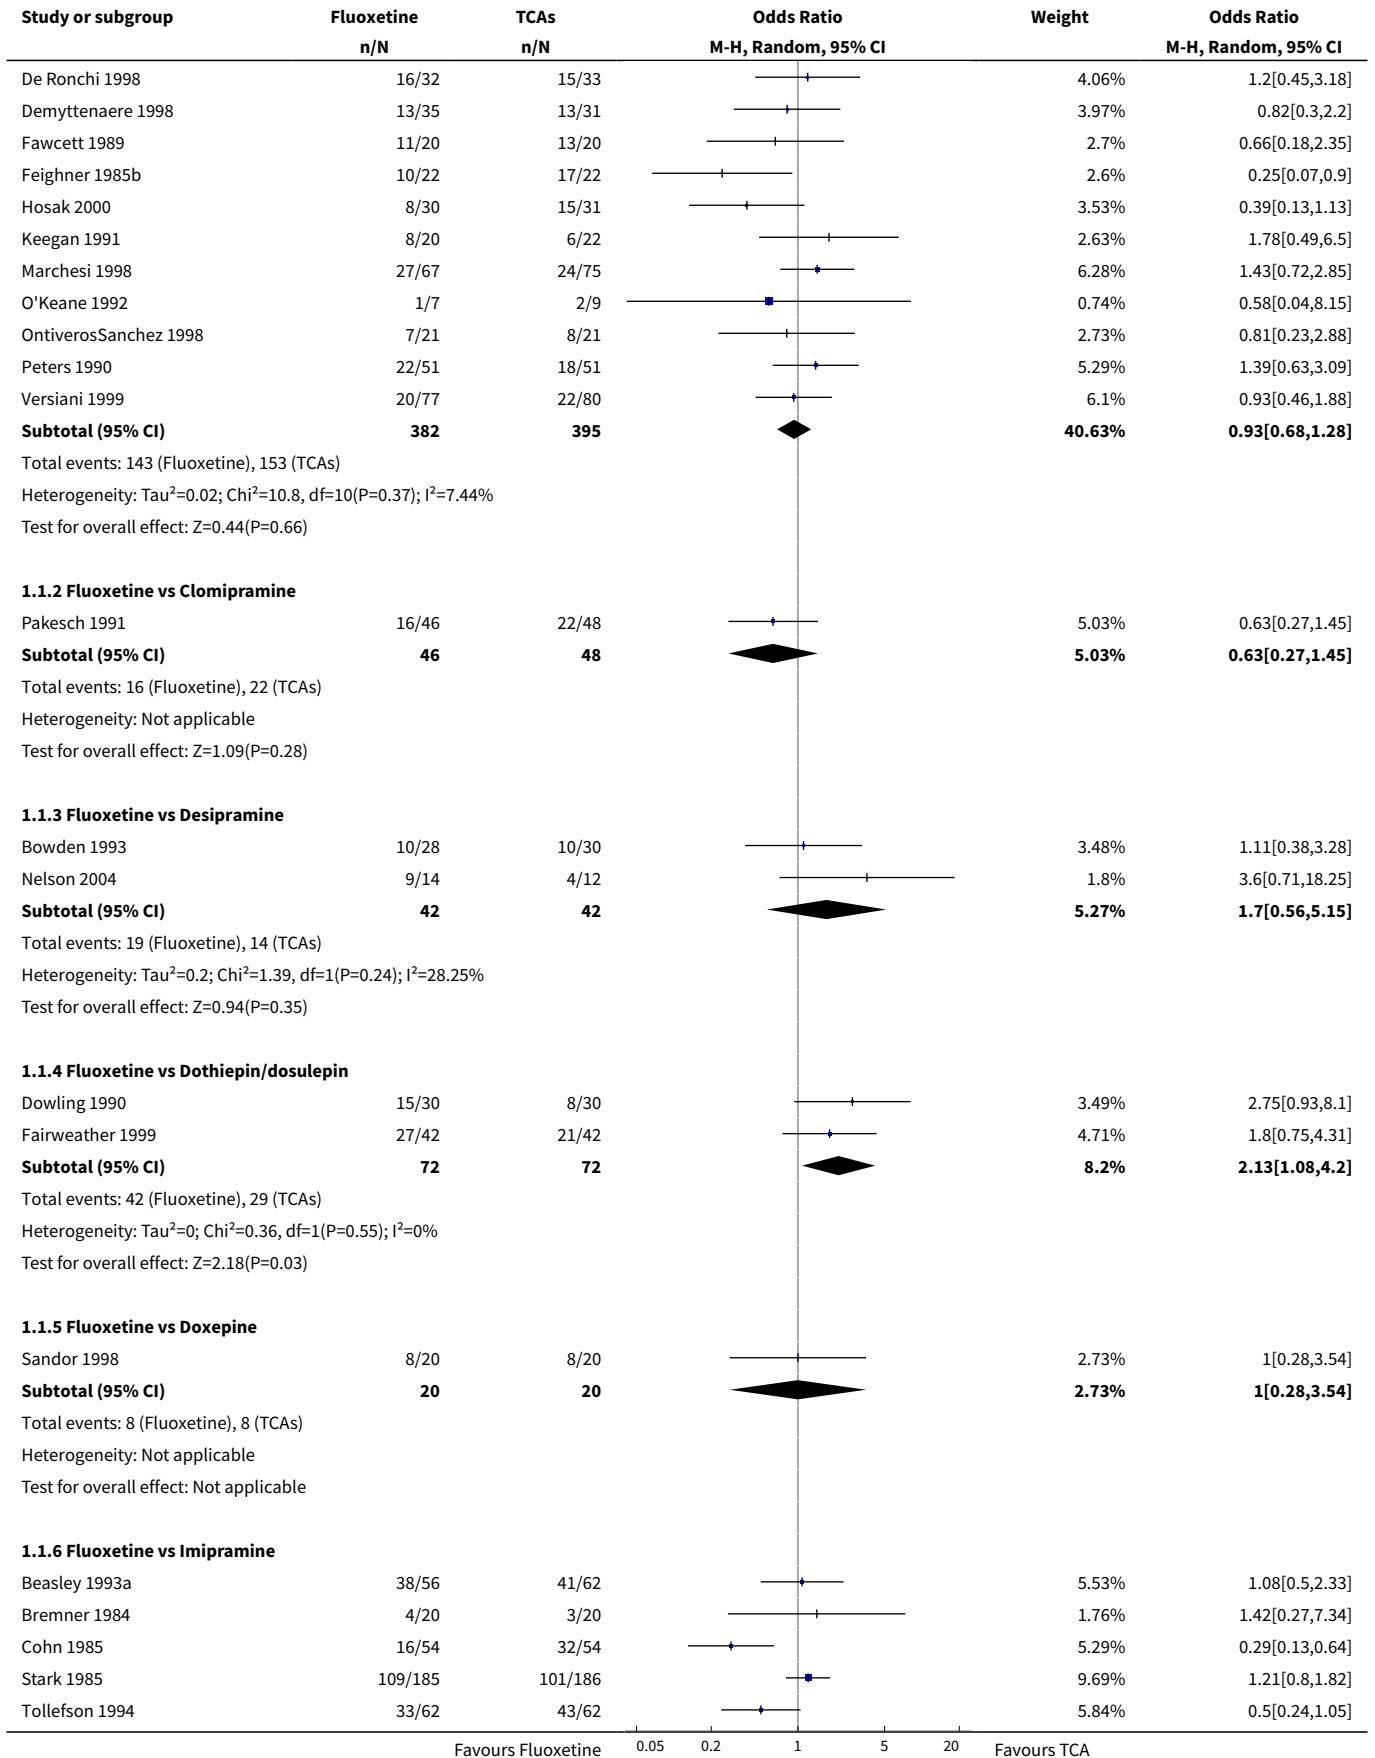 Study or subgroup Fluoxetine TCAs Odds Ratio Weight Odds Ratio
n/N n/N M-H, Random, 95% CI M-H, Random, 95% CI
De Ronchi 1998 16/32 15/33 4.06% 1.2[0.45,3.18]
Demyttenaere 1998 13/35 13/31 3.97% 0.82[0.3,2.2]
Fawcett 1989 11/20 13/20 2.7% 0.66[0.18,2.35]
Feighner 1985b 10/22 17/22 2.6% 0.25[0.07,0.9]
Hosak 2000 8/30 15/31 3.53% 0.39[0.13,1.13]
Keegan 1991 8/20 6/22 2.63% 1.78[0.49,6.5]
Marchesi 1998 27/67 24/75 6.28% 1.43[0.72,2.85]
O'Keane 1992 1/7 2/9 0.74% 0.58[0.04,8.15]
OntiverosSanchez 1998 7/21 8/21 2.73% 0.81[0.23,2.88]
Peters 1990 22/51 18/51 5.29% 1.39[0.63,3.09]
Versiani 1999 20/77 22/80 6.1% 0.93[0.46,1.88]
Subtotal (95% CI) 382 395 40.63% 0.93[0.68,1.28]
Total events: 143 (Fluoxetine), 153 (TCAs)
Heterogeneity: Tau²=0.02; Chi²=10.8, df=10(P=0.37); I²=7.44%
Test for overall effect: Z=0.44(P=0.66)
1.1.2 Fluoxetine vs Clomipramine
Pakesch 1991 16/46 22/48 5.03% 0.63[0.27,1.45]
Subtotal (95% CI) 46 48 5.03% 0.63[0.27,1.45]
Total events: 16 (Fluoxetine), 22 (TCAs)
Heterogeneity: Not applicable
Test for overall effect: Z=1.09(P=0.28)
1.1.3 Fluoxetine vs Desipramine
Bowden 1993 10/28 10/30 3.48% 1.11[0.38,3.28]
Nelson 2004 9/14 4/12 1.8% 3.6[0.71,18.25]
Subtotal (95% CI) 42 42 5.27% 1.7[0.56,5.15]
Total events: 19 (Fluoxetine), 14 (TCAs)
Heterogeneity: Tau²=0.2; Chi²=1.39, df=1(P=0.24); I²=28.25%
Test for overall effect: Z=0.94(P=0.35)
1.1.4 Fluoxetine vs Dothiepin/dosulepin
Dowling 1990 15/30 8/30 3.49% 2.75[0.93,8.1]
Fairweather 1999 27/42 21/42 4.71% 1.8[0.75,4.31]
Subtotal (95% CI) 72 72 8.2% 2.13[1.08,4.2]
Total events: 42 (Fluoxetine), 29 (TCAs)
Heterogeneity: Tau²=0; Chi²=0.36, df=1(P=0.55); I²=0%
Test for overall effect: Z=2.18(P=0.03)
1.1.5 Fluoxetine vs Doxepine
Sandor 1998 8/20 8/20 2.73% 1[0.28,3.54]
Subtotal (95% CI) 20 20 2.73% 1[0.28,3.54]
Total events: 8 (Fluoxetine), 8 (TCAs)
Heterogeneity: Not applicable
Test for overall effect: Not applicable
1.1.6 Fluoxetine vs Imipramine
Beasley 1993a 38/56 41/62 5.53% 1.08[0.5,2.33]
Bremner 1984 4/20 3/20 1.76% 1.42[0.27,7.34]
Cohn 1985 16/54 32/54 5.29% 0.29[0.13,0.64]
Stark 1985 109/185 101/186 9.69% 1.21[0.8,1.82]
Tollefson 1994 33/62 43/62 5.84% 0.5[0.24,1.05]
Favours Fluoxetine 0.05 0.2 1 5 20 Favours TCA